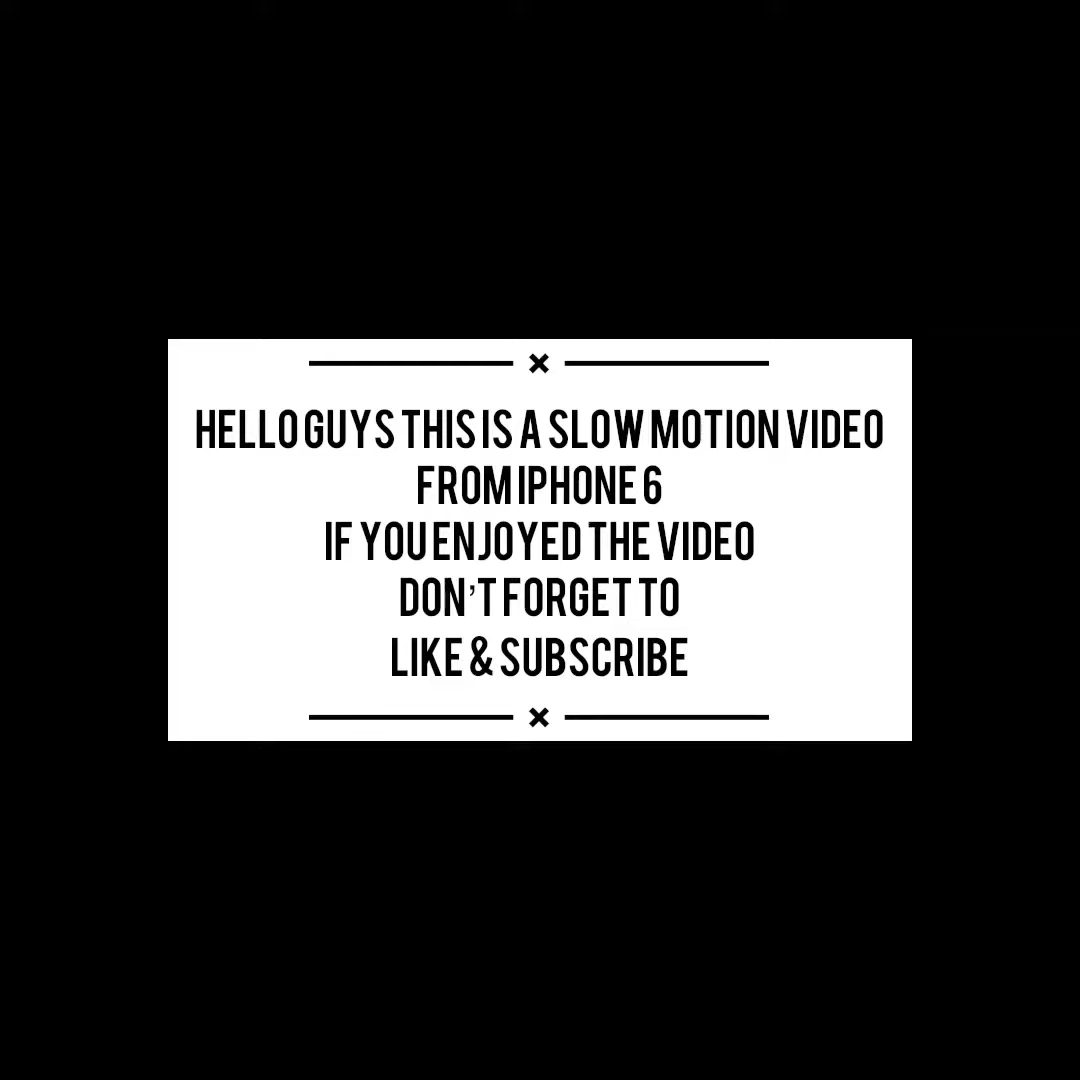 HELLO GUYS THIS IS A SLOW MOTION VIDEO
FROM IPHONE 6
IF YOU ENJOYED THE VIDEO
DON'T FORGET TO
LIKE & SUBSCRIBE